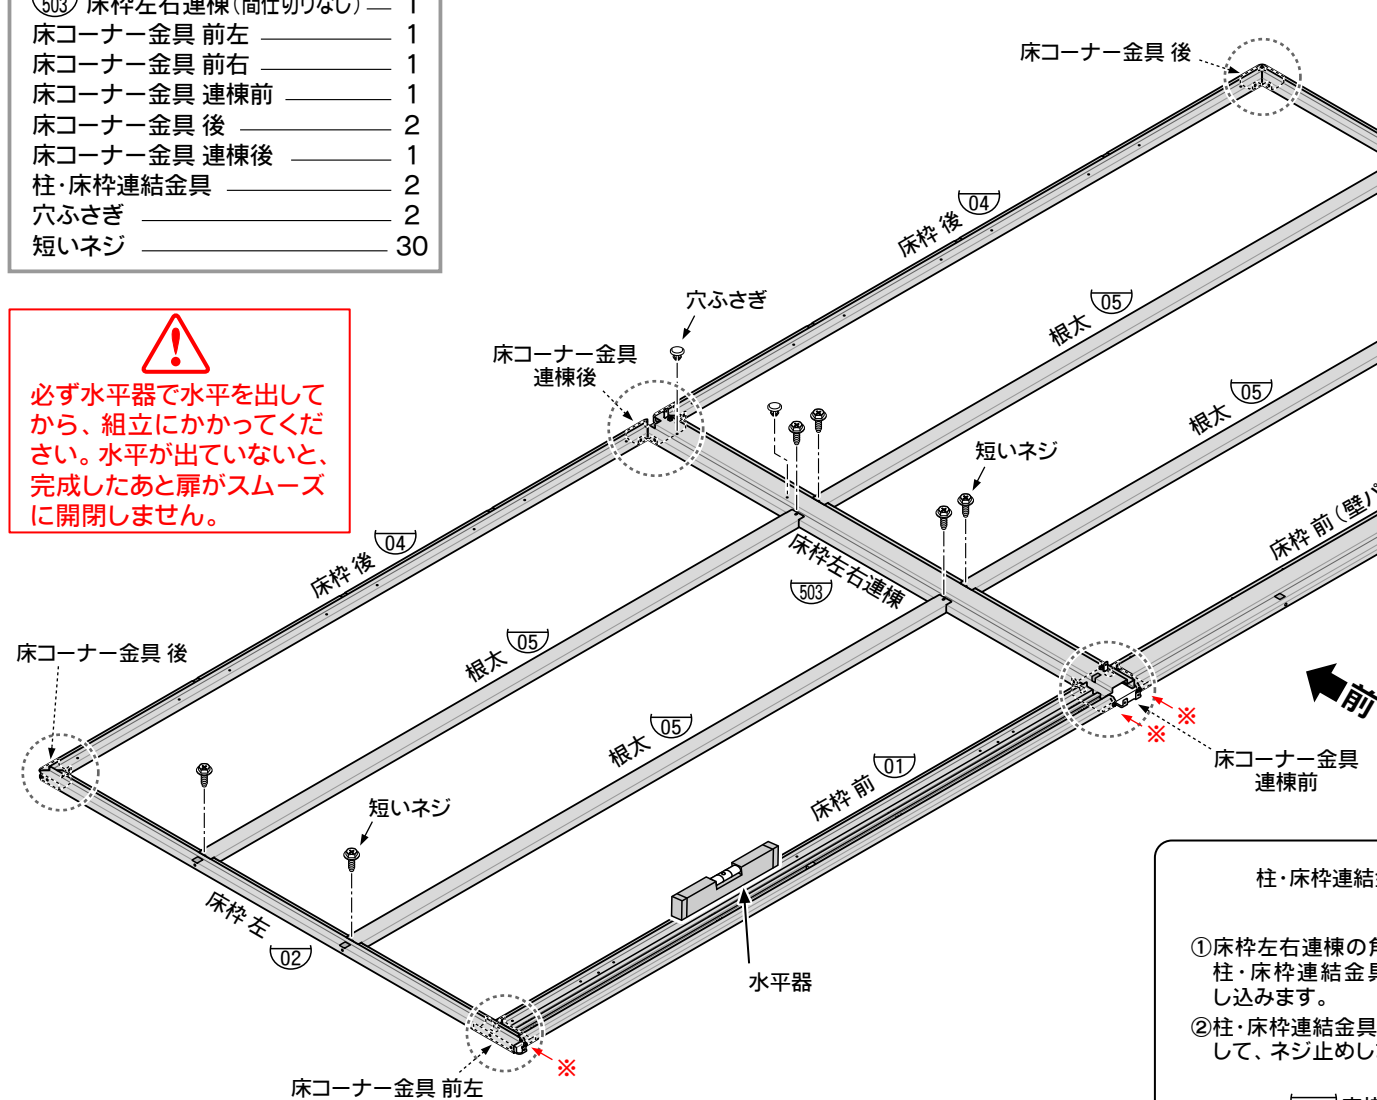 503 床枠左右連棟(間仕切りなし) 1
床コーナー金具 前左 1
床コーナー金具 前右 1
床コーナー金具 連棟前 1
床コーナー金具 後 2
床コーナー金具 連棟後 1
柱・床枠連結金具 2
穴ふさぎ 2
短いネジ 30
必ず水平器で水平を出して
から、組立にかかってくだ
さい。水平が出ていないと、
完成したあと扉がスムーズ
に開閉しません。
床コーナー金具 後
床枠 後 04
穴ふさぎ
根太 05
床コーナー金具
連棟後
根太 05
短いネジ
床枠 前(壁パ
床枠 後 04
床枠左右連棟
503
床コーナー金具 後
根太 05
前
※
※
根太 05
床コーナー金具
連棟前
床枠 前 01
短いネジ
床枠 左
02
水平器
※
床コーナー金具 前左
柱・床枠連結
①床枠左右連棟の
柱・床枠連結金
し込みます。
②柱・床枠連結金具
して、ネジ止めし